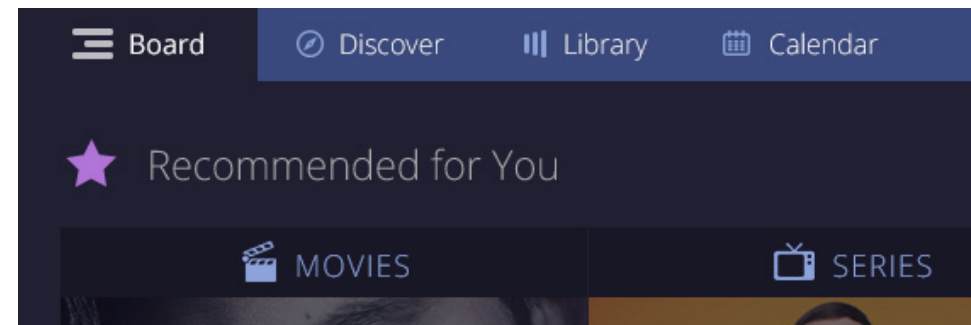 Board Discover Library Calendar
Recommended for You
MOVIES SERIES